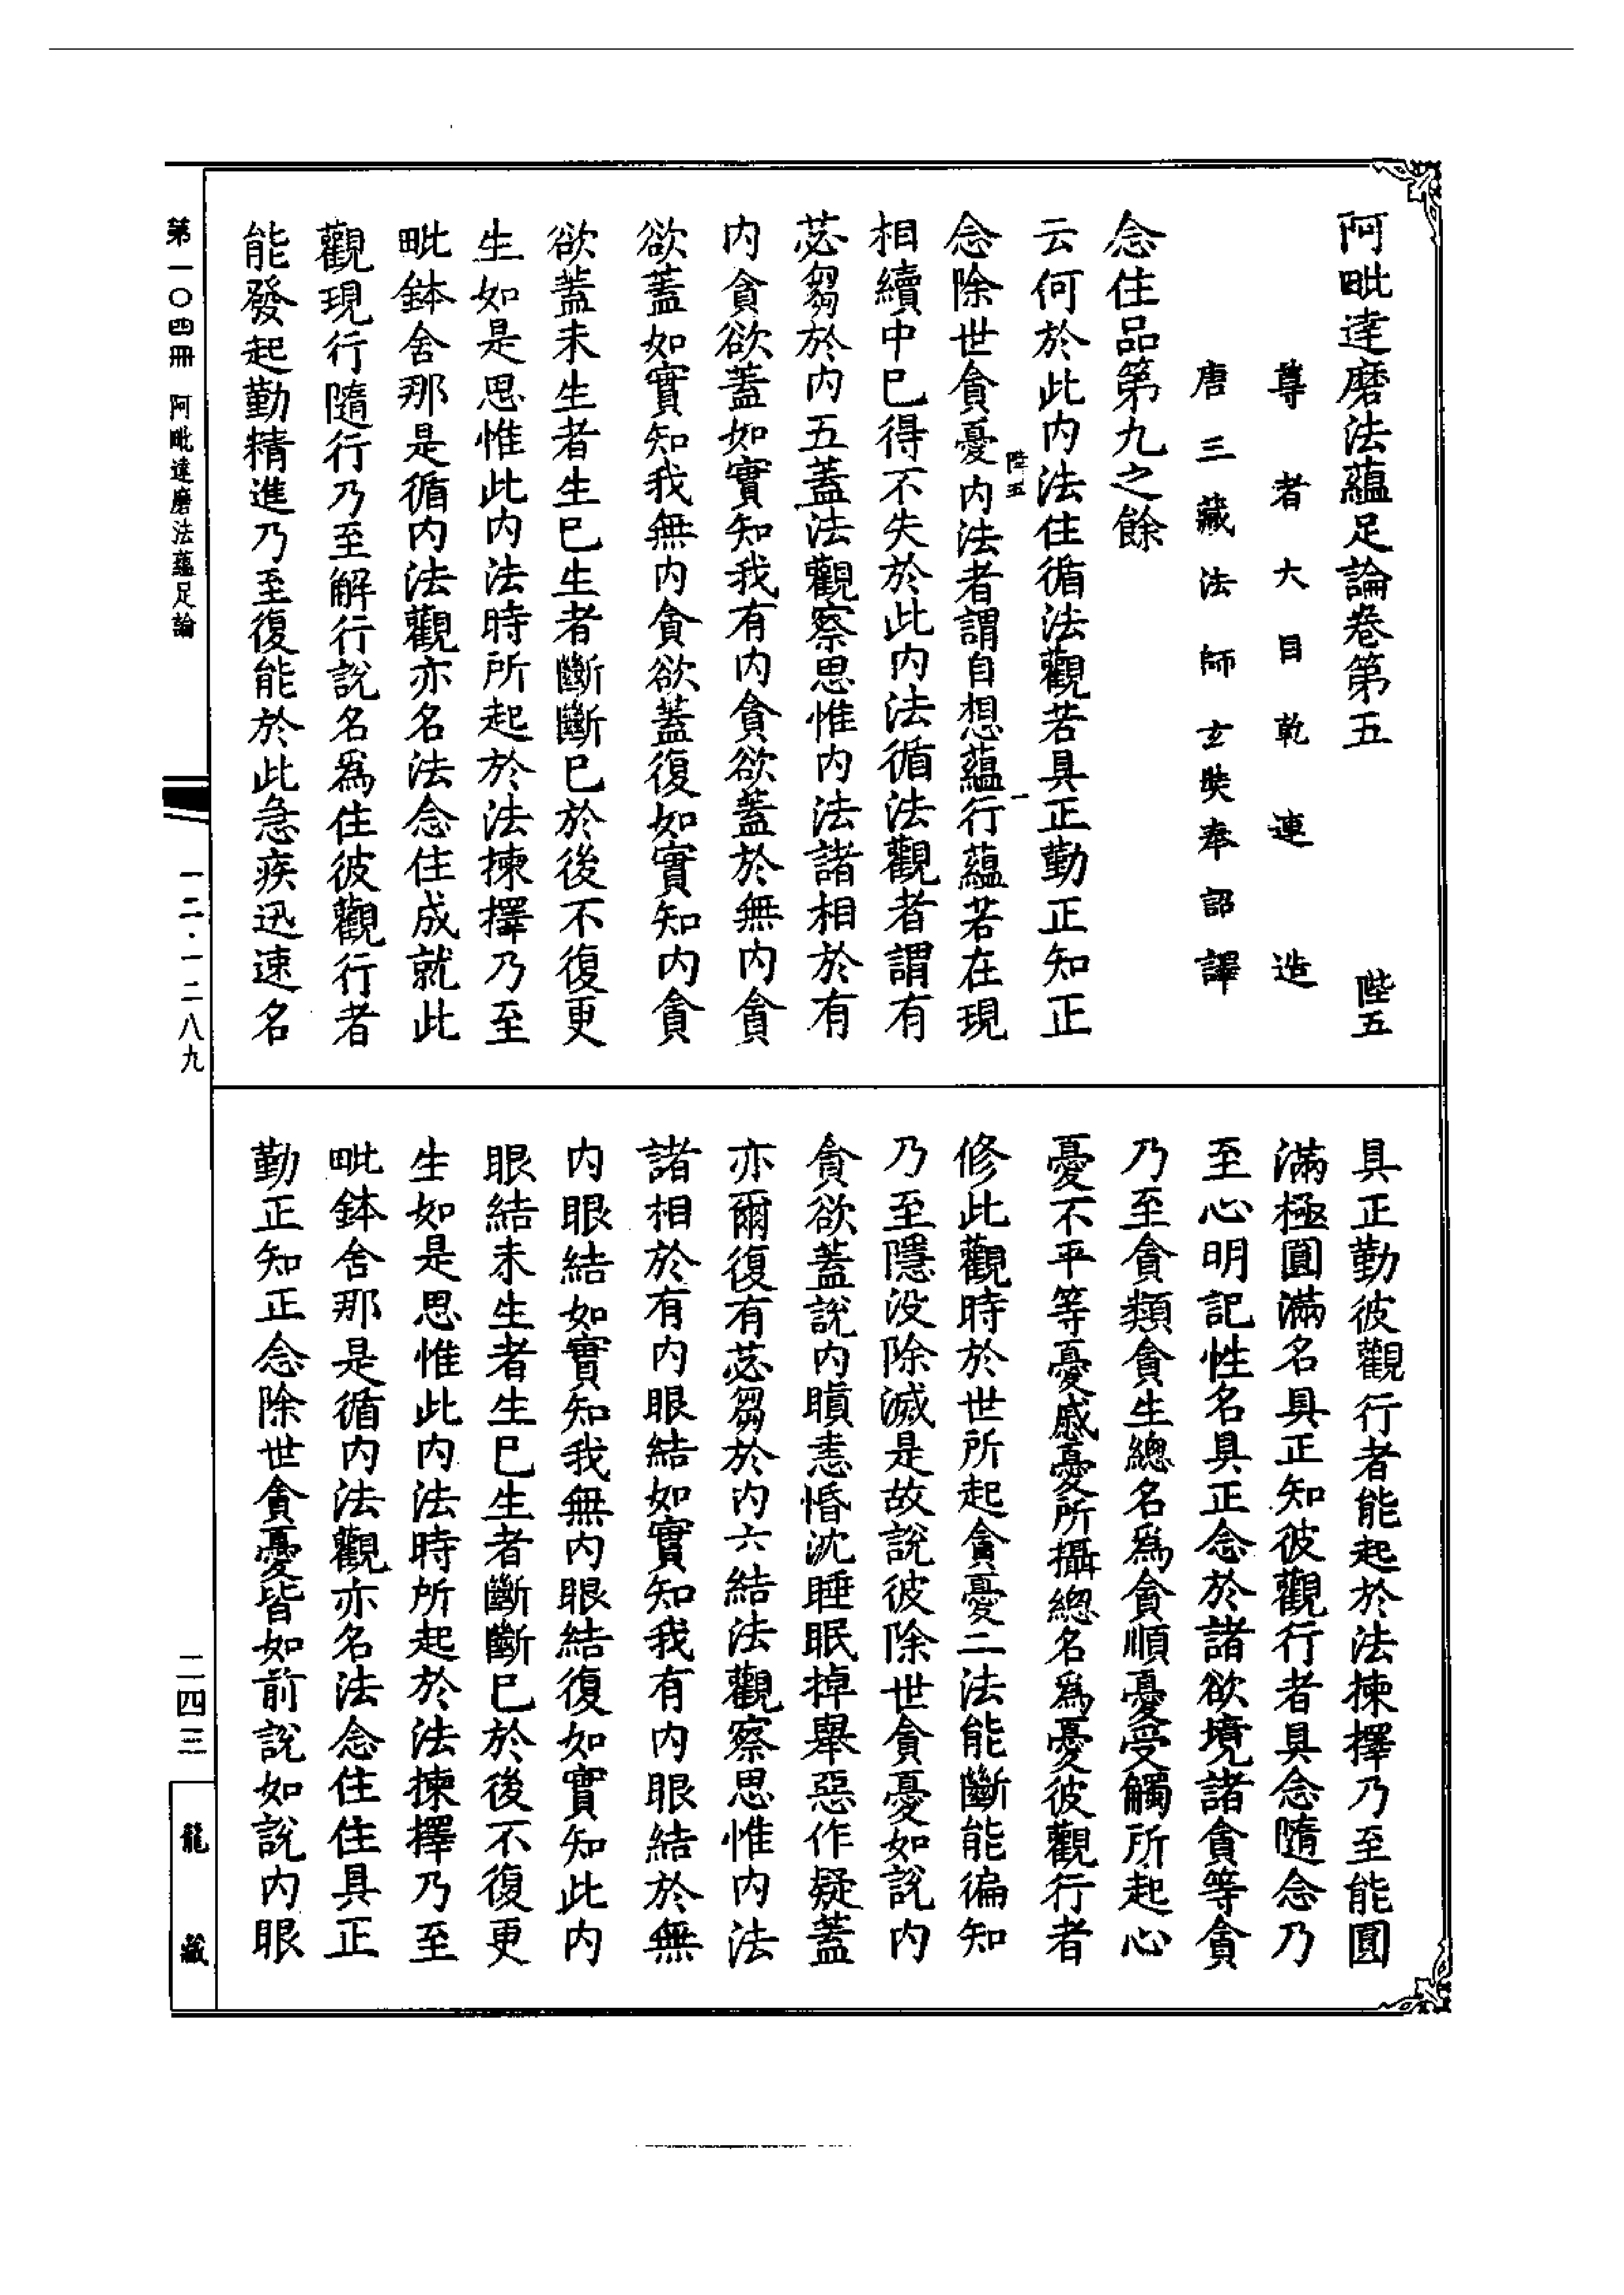 阿毗達磨法蘊足論卷第五　陛五
尊者大目乾連造
唐三藏法師玄奘奉詔譯
念住品第九之餘
云何於此內法住循法觀若具正勤正知正
陛五　一
念除世貪憂內法者謂自想蘊行蘊若在現
相續中已得不失於此內法循法觀者謂有
苾芻於內五蓋法觀察思惟內法諸相於有
內貪欲蓋如實知我有內貪欲蓋於無內貪
欲蓋如實知我無內貪欲蓋復如實知內貪
欲蓋未生者生已生者斷斷已於後不復更
生如是思惟此內法時所起於法揀擇乃至
毗鉢舍那是循內法觀亦名法念住成就此
觀現行隨行乃至解行說名為住彼觀行者
能發起勤精進乃至復能於此急疾迅速名
具正勤彼觀行者能起於法揀擇乃至能圓
滿極圓滿名具正知彼觀行者具念隨念乃
至心明記性名具正念於諸欲境諸貪等貪
乃至貪類貪生總名為貪順憂受觸所起心
憂不平等憂慼憂所攝總名為憂彼觀行者
修此觀時於世所起貪憂二法能斷能徧知
乃至隱沒除滅是故說彼除世貪憂如說內
貪欲蓋說內瞋恚惛沈睡眠掉舉惡作疑蓋
亦爾復有苾芻於內六結法觀察思惟內法
諸相於有內眼結如實知我有內眼結於無
內眼結如實知我無內眼結復如實知此內
眼結未生者生已生者斷斷已於後不復更
生如是思惟此內法時所起於法揀擇乃至
毗鉢舍那是循內法觀亦名法念住住具正
勤正知正念除世貪憂皆如前說如說內眼
第一〇四冊　阿毗達磨法蘊足論　一二·一二八九　二四三　龍藏